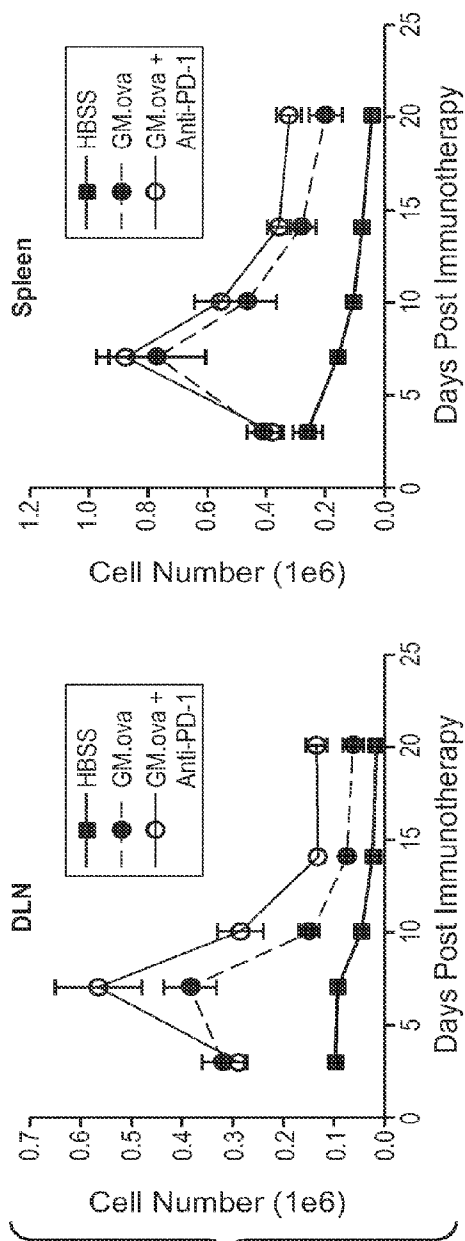 DLN
HBSS
GM.ova
GM.ova +
Anti-PD-1
Cell Number (1e6)
0.7
0.6
0.5
0.4
0.3
0.2
0.1
0.0
0 5 10 15 20 25
Days Post Immunotherapy
Spleen
HBSS
GM.ova
GM.ova +
Anti-PD-1
Cell Number (1e6)
1.2
1.0
0.8
0.6
0.4
0.2
0.0
0 5 10 15 20 25
Days Post Immunotherapy